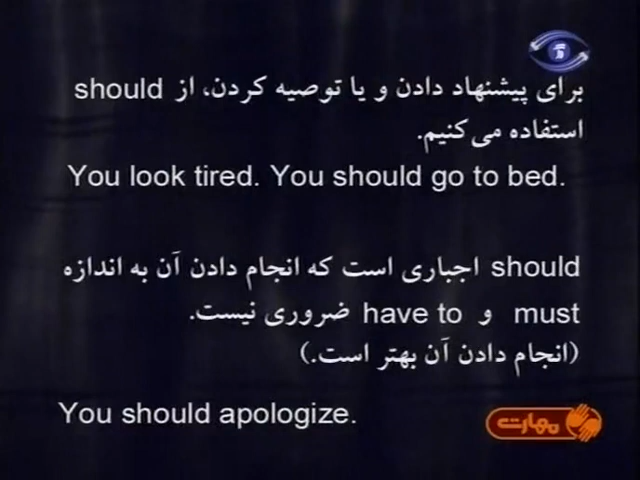 برای پیشنهاد دادن و یا توصیه کردن، از should
استفاده می‌کنیم.
You look tired. You should go to bed.
should اجباری است که انجام دادن آن به اندازه
must و have to ضروری نیست.
(انجام دادن آن بهتر است.)
You should apologize.
مهارت